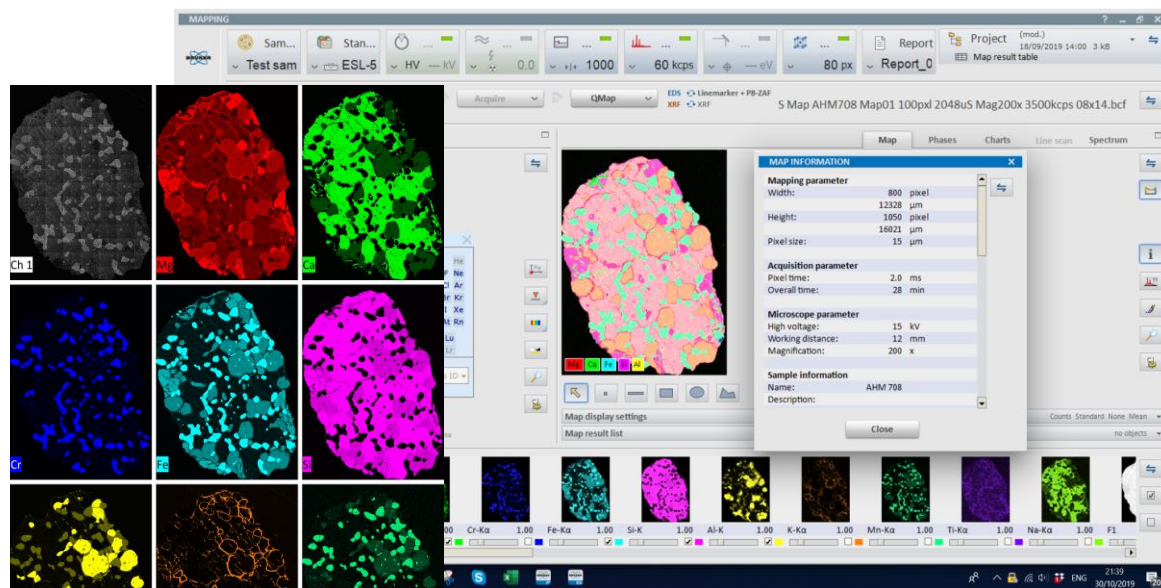 MAPPING
Sam...
Test sam
Stan...
ESL-5
...
HV --- kV
...
0.0
...
1000
...
60 kcps
...
--- eV
...
80 px
Report
Report_0
Project (mod.)
18/09/2019 14:00 3 kB
Map result table
BRUKER
Acquire
QMap
EDS Linemarker + PB-ZAF
XRF XRF
S Map AHM708 Map01 100pxl 2048uS Mag200x 3500kcps 08x14.bcf
Map Phases Charts Line scan Spectrum
Ch 1
Mg
Ca
Cr
Fe
Si
He
F Ne
Cl Ar
Br Kr
I Xe
At Rn
Lu
Lr
ID
Mg Ca Fe Si Al
MAP INFORMATION
Mapping parameter
Width: 800 pixel
12328 µm
Height: 1050 pixel
16021 µm
Pixel size: 15 µm
Acquisition parameter
Pixel time: 2.0 ms
Overall time: 28 min
Microscope parameter
High voltage: 15 kV
Working distance: 12 mm
Magnification: 200 x
Sample information
Name: AHM 708
Description:
Close
Map display settings
Counts Standard None Mean
Map result list
no objects
1.00 Cr-Kα 1.00 Fe-Kα 1.00 Si-K 1.00 Al-K 1.00 K-Kα 1.00 Mn-Kα 1.00 Ti-Kα 1.00 Na-Kα 1.00 F1
ENG
21:39
30/10/2019